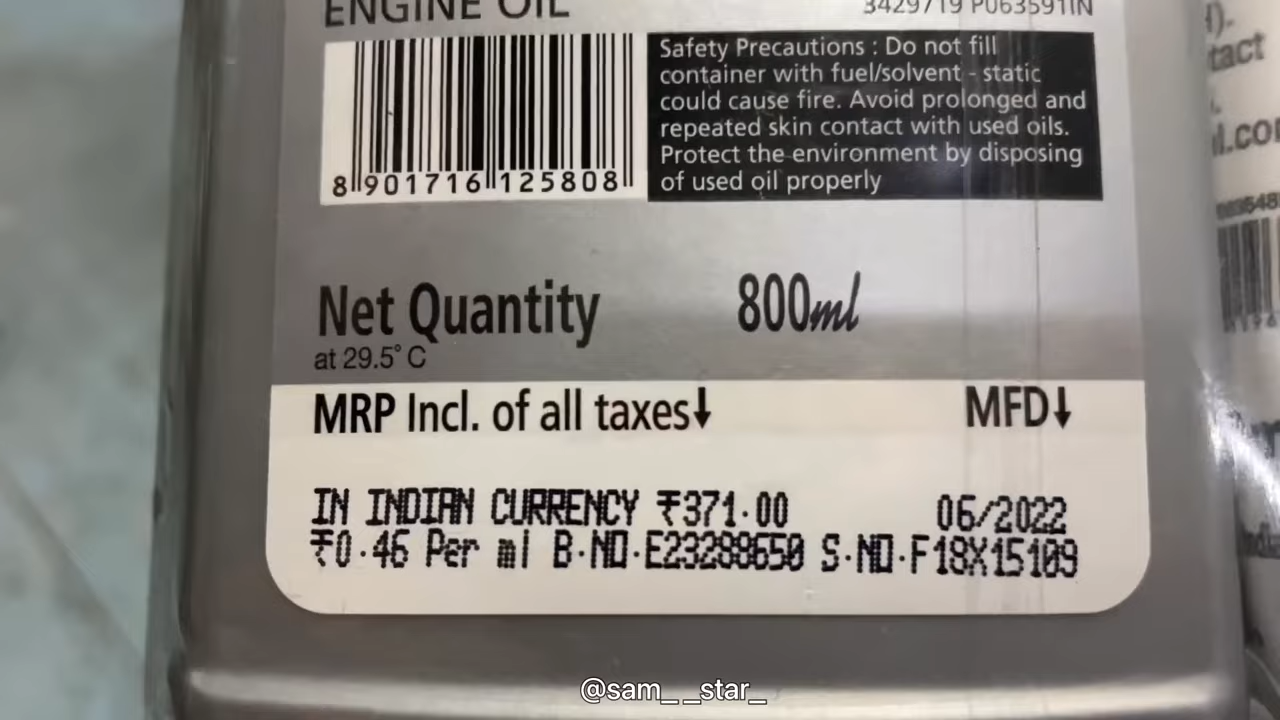 ENGINE OIL
3429719 P063591IN
Safety Precautions : Do not fill
container with fuel/solvent - static
could cause fire. Avoid prolonged and
repeated skin contact with used oils.
Protect the environment by disposing
of used oil properly
8 901716 125808
Net Quantity 800ml
at 29.5° C
MRP Incl. of all taxes↓ MFD↓
IN INDIAN CURRENCY ₹371.00 06/2022
₹0.46 Per ml B.NO.E23288650 S.NO.F18X15109
tact
@sam_ _star_